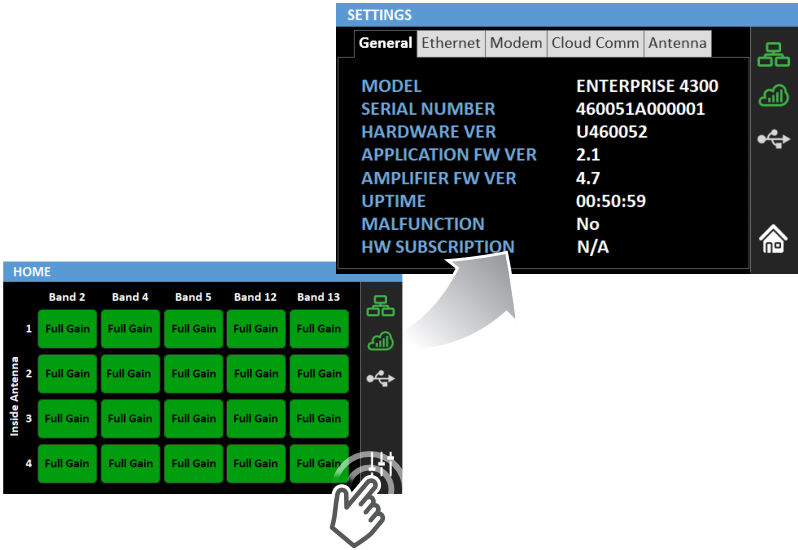 SETTINGS
General Ethernet Modem Cloud Comm Antenna
MODEL ENTERPRISE 4300
SERIAL NUMBER 460051A000001
HARDWARE VER U460052
APPLICATION FW VER 2.1
AMPLIFIER FW VER 4.7
UPTIME 00:50:59
MALFUNCTION No
HW SUBSCRIPTION N/A
HOME
Band 2 Band 4 Band 5 Band 12 Band 13
Inside Antenna
1 Full Gain Full Gain Full Gain Full Gain Full Gain
2 Full Gain Full Gain Full Gain Full Gain Full Gain
3 Full Gain Full Gain Full Gain Full Gain Full Gain
4 Full Gain Full Gain Full Gain Full Gain Full Gain